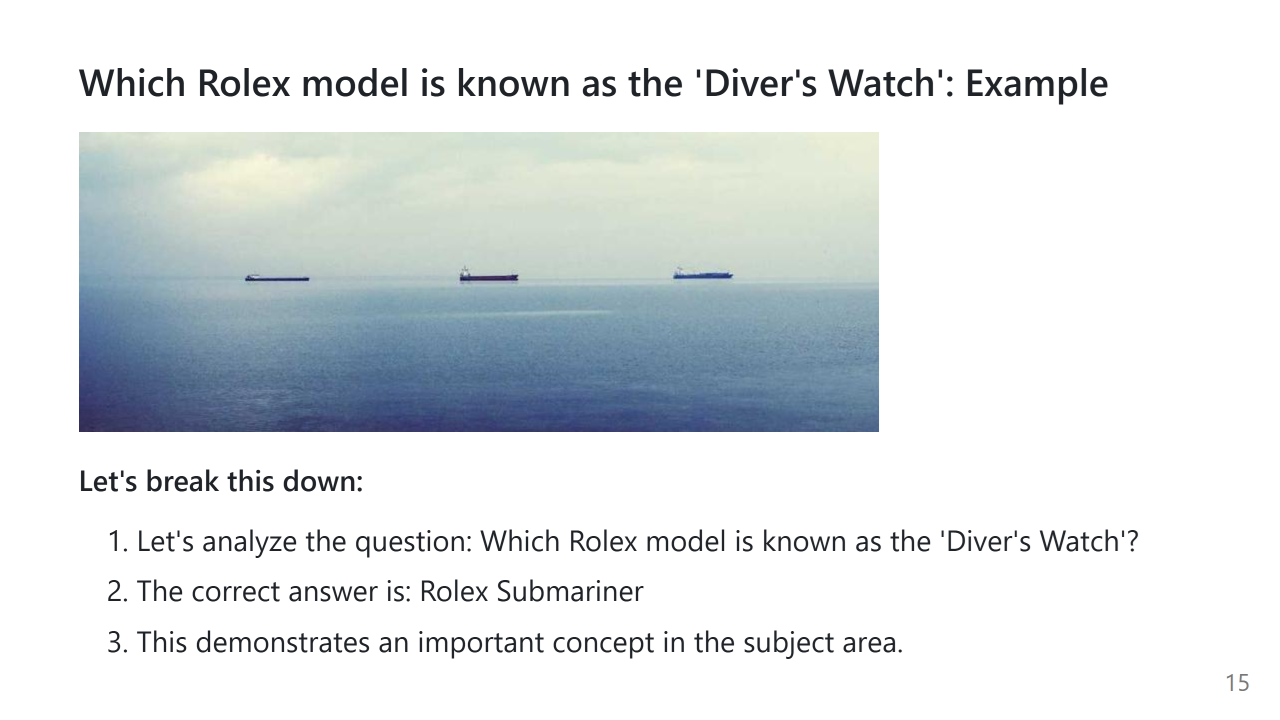 Which Rolex model is known as the 'Diver's Watch': Example
Let's break this down:
1. Let's analyze the question: Which Rolex model is known as the 'Diver's Watch'?
2. The correct answer is: Rolex Submariner
3. This demonstrates an important concept in the subject area.
15